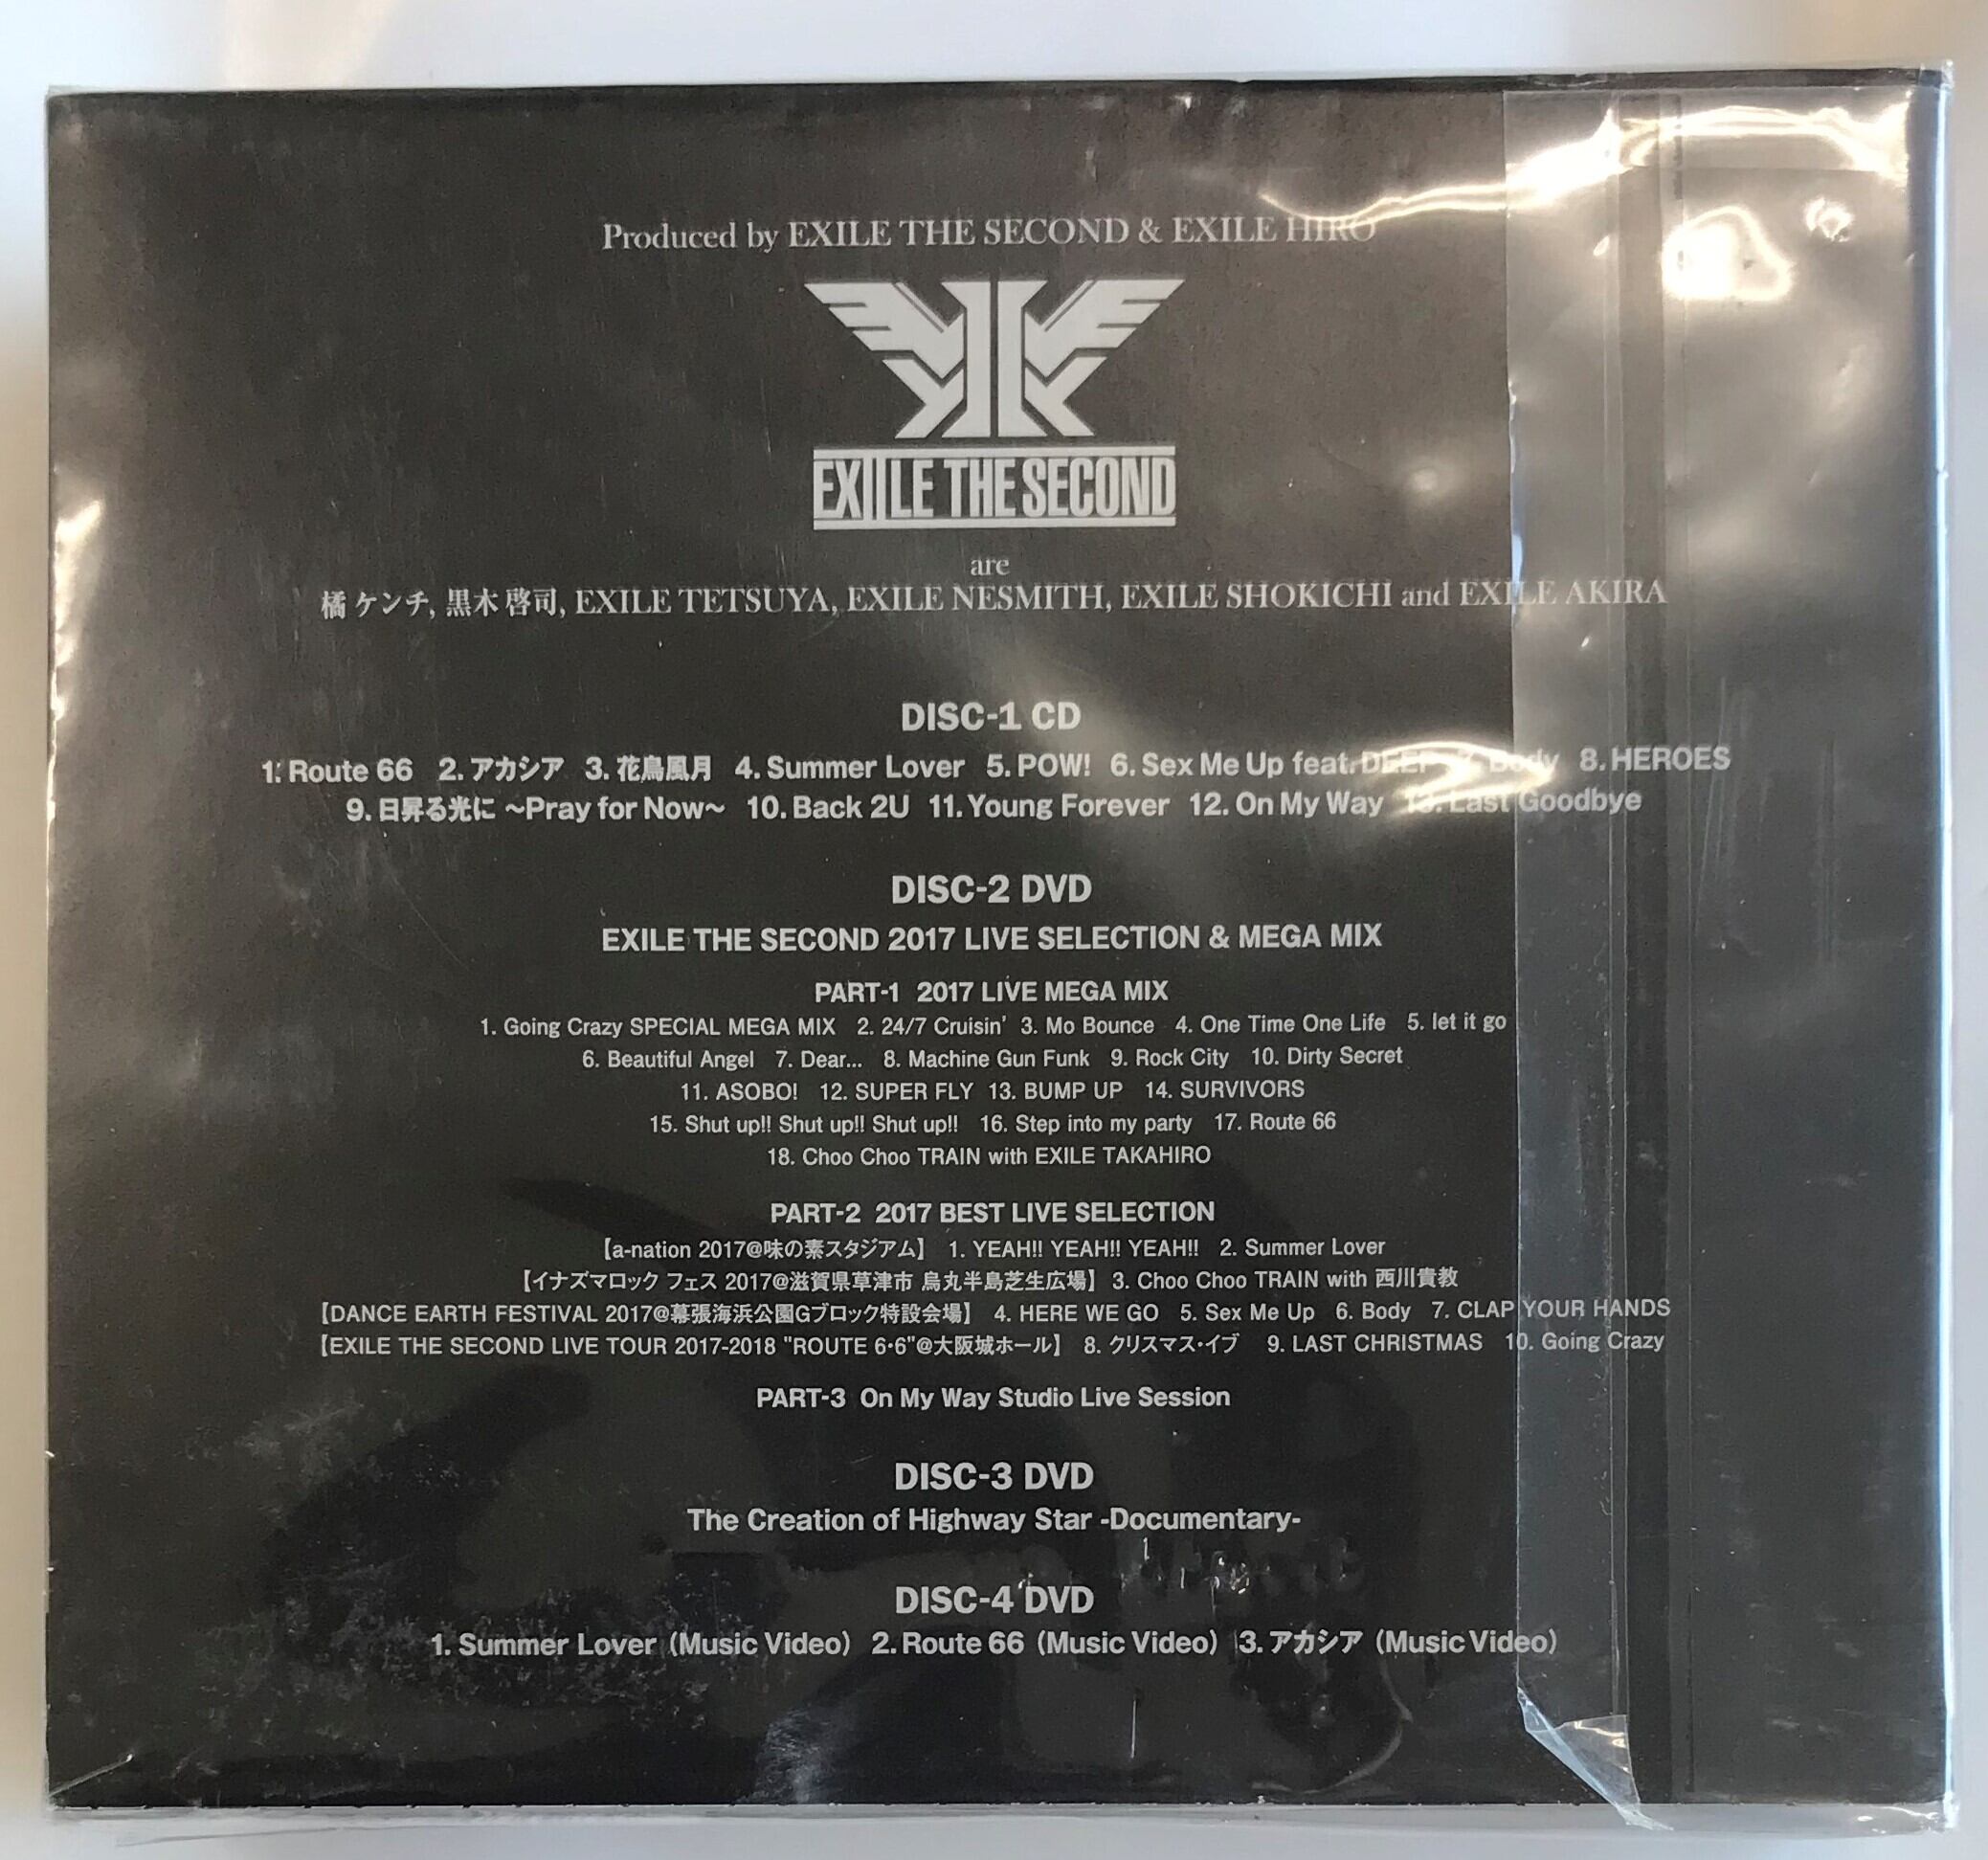 Produced by EXILE THE SECOND & EXILE HIRO
EXILE THE SECOND
are
橘 ケンチ, 黒木 啓司, EXILE TETSUYA, EXILE NESMITH, EXILE SHOKICHI and EXILE AKIRA
DISC-1 CD
1. Route 66 2. アカシア 3. 花鳥風月 4. Summer Lover 5. POW! 6. Sex Me Up feat. DEEP 7. Body 8. HEROES
9. 日昇る光に ~Pray for Now~ 10. Back 2U 11. Young Forever 12. On My Way 13. Last Goodbye
DISC-2 DVD
EXILE THE SECOND 2017 LIVE SELECTION & MEGA MIX
PART-1 2017 LIVE MEGA MIX
1. Going Crazy SPECIAL MEGA MIX 2. 24/7 Cruisin' 3. Mo Bounce 4. One Time One Life 5. let it go
6. Beautiful Angel 7. Dear... 8. Machine Gun Funk 9. Rock City 10. Dirty Secret
11. ASOBO! 12. SUPER FLY 13. BUMP UP 14. SURVIVORS
15. Shut up!! Shut up!! Shut up!! 16. Step into my party 17. Route 66
18. Choo Choo TRAIN with EXILE TAKAHIRO
PART-2 2017 BEST LIVE SELECTION
【a-nation 2017@味の素スタジアム】 1. YEAH!! YEAH!! YEAH!! 2. Summer Lover
【イナズマロック フェス 2017@滋賀県草津市 烏丸半島芝生広場】 3. Choo Choo TRAIN with 西川貴教
【DANCE EARTH FESTIVAL 2017@幕張海浜公園Gブロック特設会場】 4. HERE WE GO 5. Sex Me Up 6. Body 7. CLAP YOUR HANDS
【EXILE THE SECOND LIVE TOUR 2017-2018 "ROUTE 6・6"@大阪城ホール】 8. クリスマス・イブ 9. LAST CHRISTMAS 10. Going Crazy
PART-3 On My Way Studio Live Session
DISC-3 DVD
The Creation of Highway Star -Documentary-
DISC-4 DVD
1. Summer Lover (Music Video) 2. Route 66 (Music Video) 3. アカシア (Music Video)